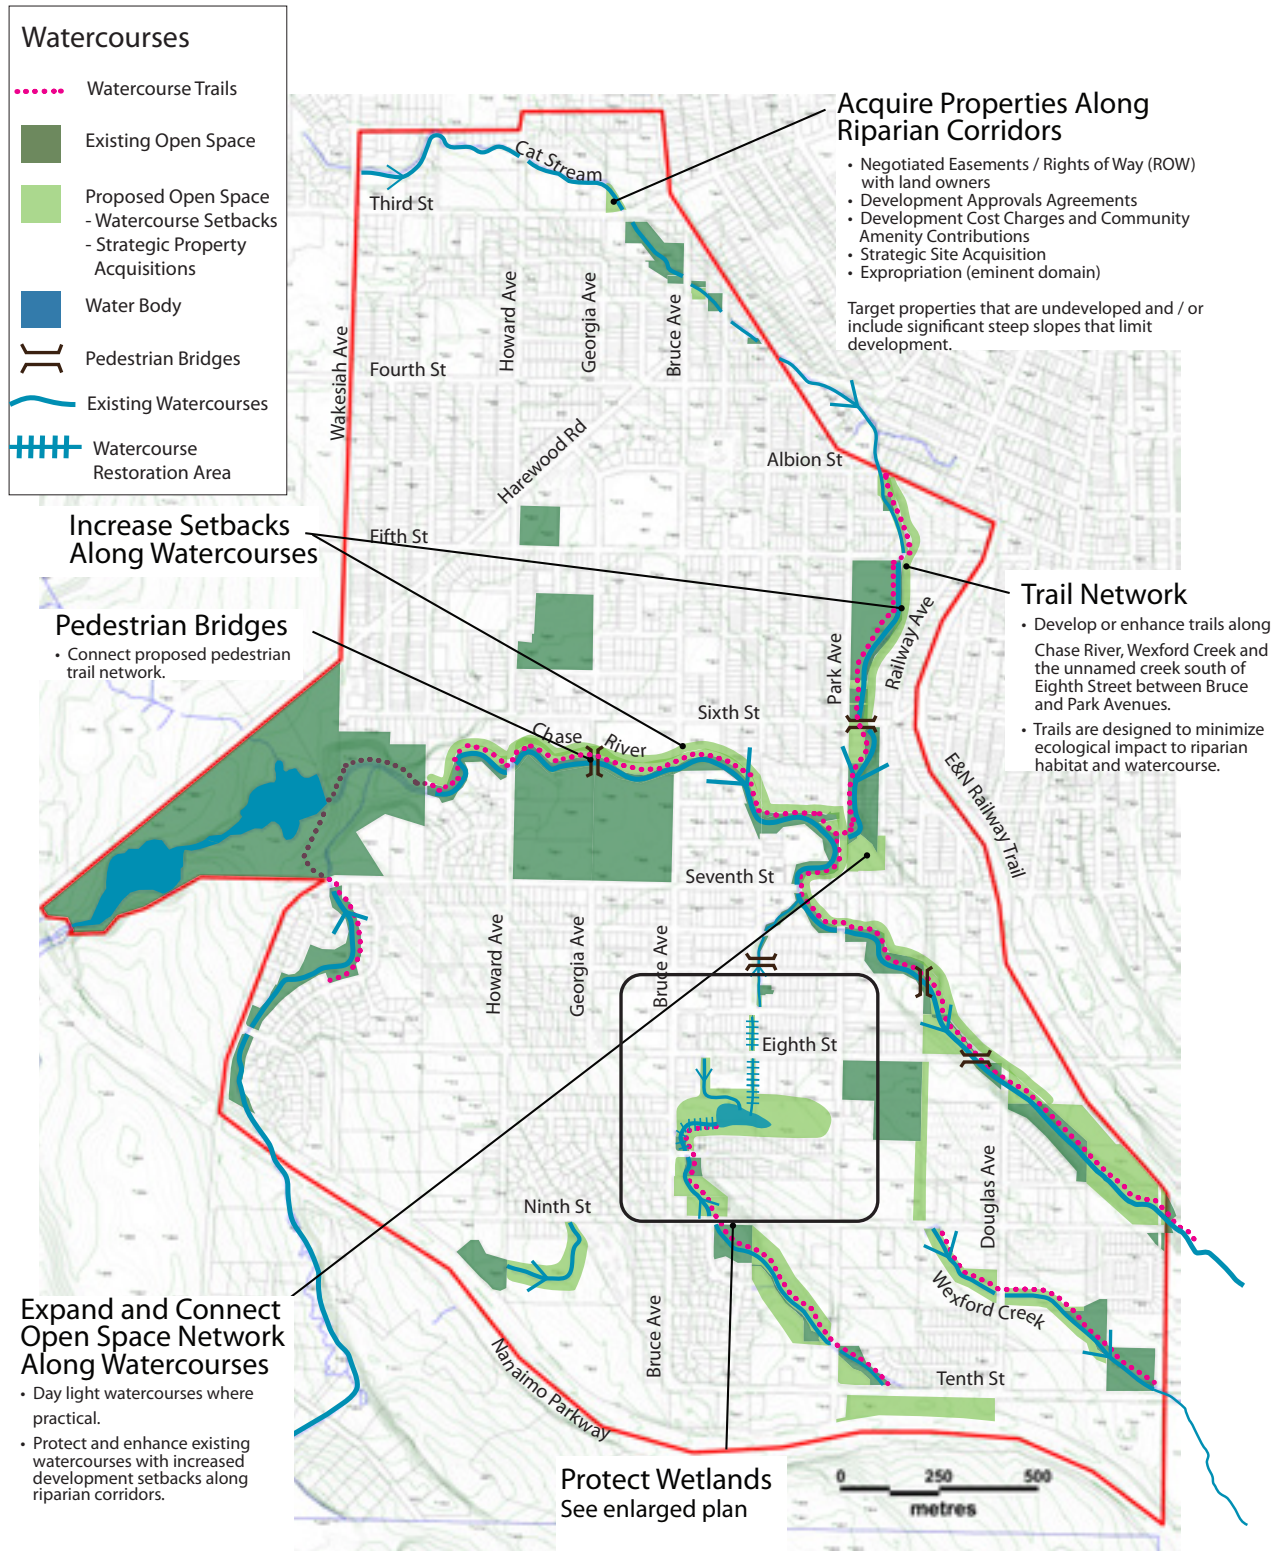 Watercourses
Watercourse Trails
Existing Open Space
Proposed Open Space
- Watercourse Setbacks
- Strategic Property
Acquisitions
Water Body
Pedestrian Bridges
Existing Watercourses
Watercourse
Restoration Area
Acquire Properties Along
Riparian Corridors
• Negotiated Easements / Rights of Way (ROW)
with land owners
• Development Approvals Agreements
• Development Cost Charges and Community
Amenity Contributions
• Strategic Site Acquisition
• Expropriation (eminent domain)
Target properties that are undeveloped and / or
include significant steep slopes that limit
development.
Cat Stream
Third St
Wakesiah Ave
Howard Ave
Georgia Ave
Bruce Ave
Fourth St
Harewood Rd
Albion St
Increase Setbacks
Along Watercourses
Fifth St
Pedestrian Bridges
• Connect proposed pedestrian
trail network.
Trail Network
• Develop or enhance trails along
Chase River, Wexford Creek and
the unnamed creek south of
Eighth Street between Bruce
and Park Avenues.
• Trails are designed to minimize
ecological impact to riparian
habitat and watercourse.
Park Ave
Railway Ave
Sixth St
Chase River
E&N Railway Trail
Seventh St
Howard Ave
Georgia Ave
Bruce Ave
Eighth St
Douglas Ave
Ninth St
Wexford Creek
Bruce Ave
Nanaimo Parkway
Tenth St
Expand and Connect
Open Space Network
Along Watercourses
• Day light watercourses where
practical.
• Protect and enhance existing
watercourses with increased
development setbacks along
riparian corridors.
Protect Wetlands
See enlarged plan
0 250 500
metres